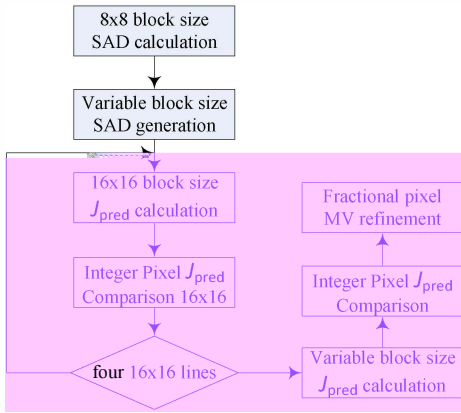 8x8 block size
SAD calculation
Variable block size
SAD generation
16x16 block size
Jpred calculation
Integer Pixel Jpred
Comparison 16x16
four 16x16 lines
Fractional pixel
MV refinement
Integer Pixel Jpred
Comparison
Variable block size
Jpred calculation